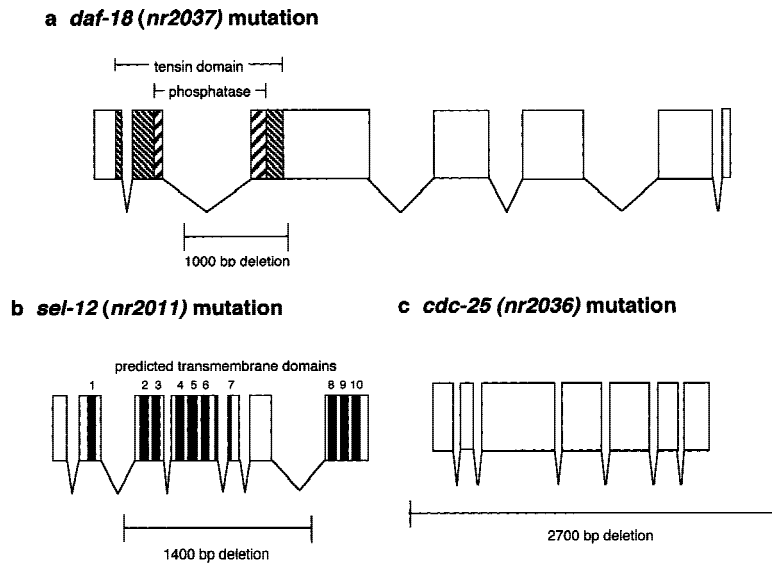 a daf-18 (nr2037) mutation
tensin domain
phosphatase
1000 bp deletion
b sel-12 (nr2011) mutation
predicted transmembrane domains
1 2 3 4 5 6 7 8 9 10
1400 bp deletion
c cdc-25 (nr2036) mutation
2700 bp deletion